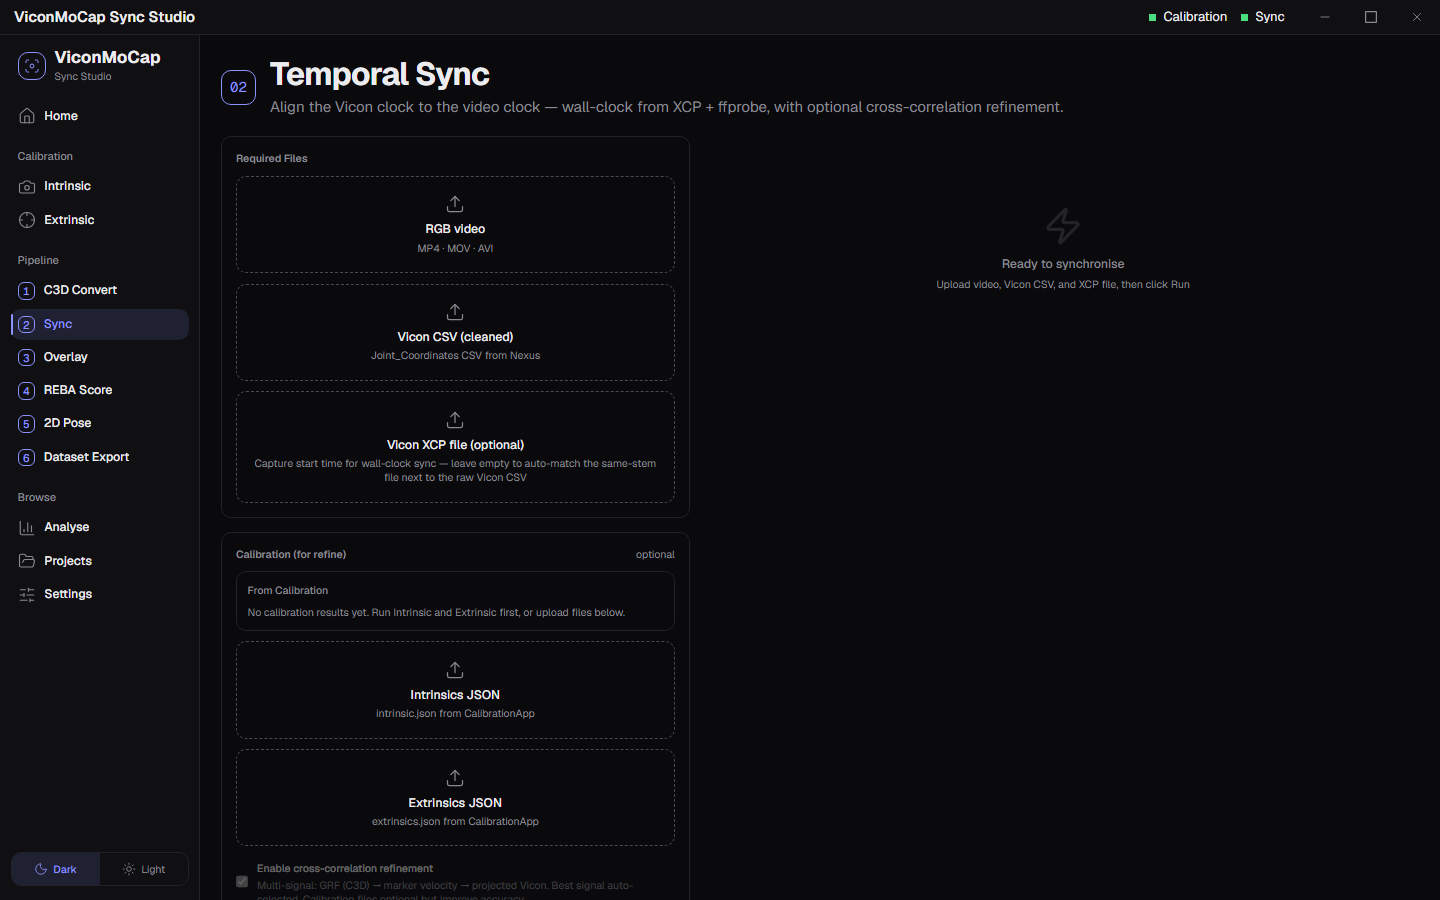 ViconMoCap Sync Studio
Calibration
Sync
ViconMoCap
Sync Studio
Home
Calibration
Intrinsic
Extrinsic
Pipeline
1 C3D Convert
2 Sync
3 Overlay
4 REBA Score
5 2D Pose
6 Dataset Export
Browse
Analyse
Projects
Settings
Dark
Light
02
Temporal Sync
Align the Vicon clock to the video clock — wall-clock from XCP + ffprobe, with optional cross-correlation refinement.
Required Files
RGB video
MP4 · MOV · AVI
Vicon CSV (cleaned)
Joint_Coordinates CSV from Nexus
Vicon XCP file (optional)
Capture start time for wall-clock sync — leave empty to auto-match the same-stem
file next to the raw Vicon CSV
Calibration (for refine)
optional
From Calibration
No calibration results yet. Run Intrinsic and Extrinsic first, or upload files below.
Intrinsics JSON
intrinsic.json from CalibrationApp
Extrinsics JSON
extrinsics.json from CalibrationApp
Enable cross-correlation refinement
Multi-signal: GRF (C3D) → marker velocity → projected Vicon. Best signal auto-
selected. Calibration files optional but improve accuracy.
Ready to synchronise
Upload video, Vicon CSV, and XCP file, then click Run